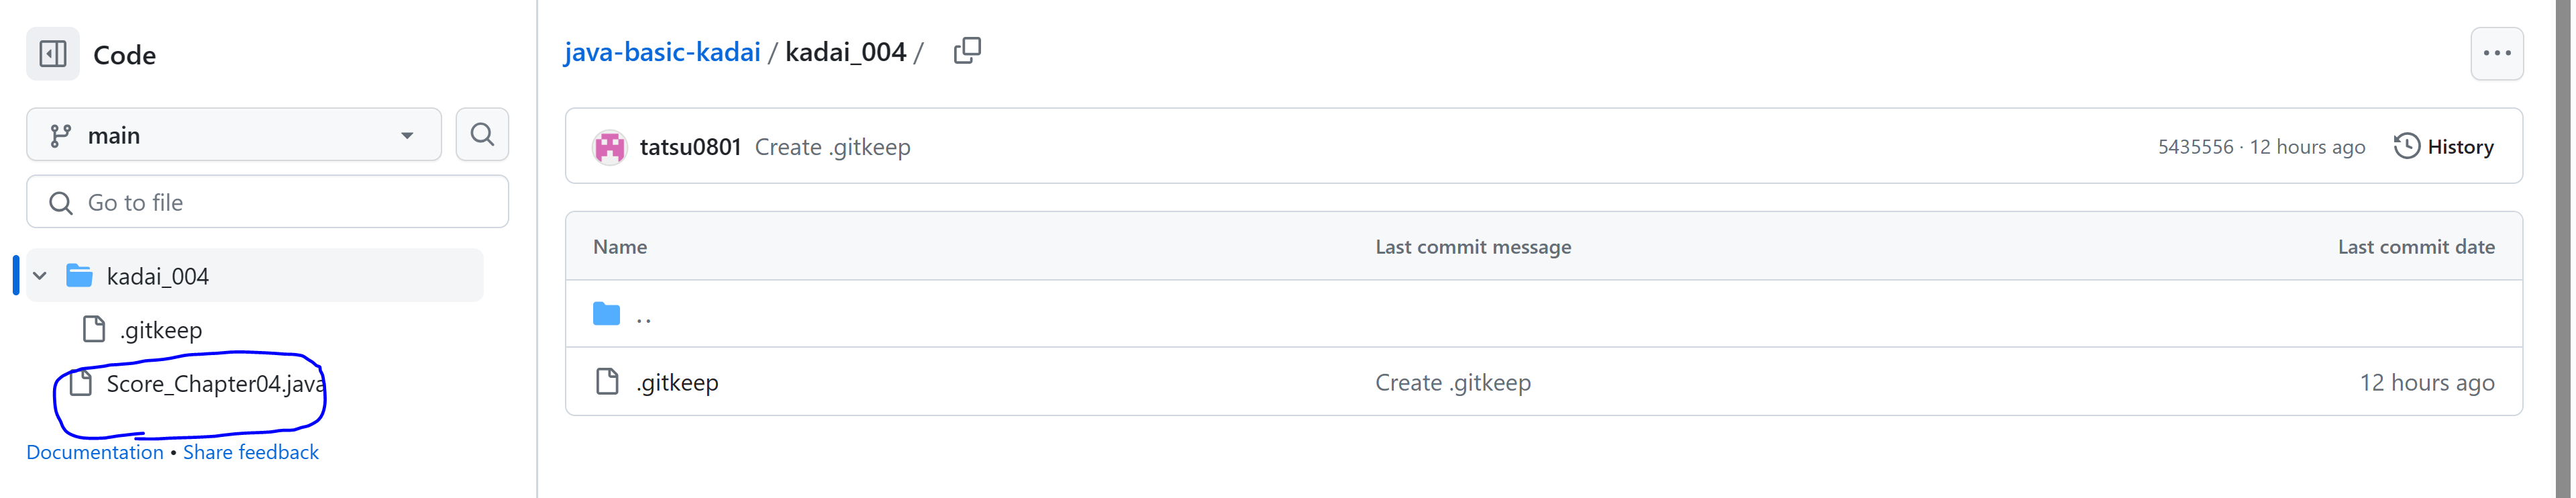 Code
main
Go to file
kadai_004
.gitkeep
Score_Chapter04.java
Documentation • Share feedback
java-basic-kadai / kadai_004 /
tatsu0801 Create .gitkeep 5435556 · 12 hours ago History
Name Last commit message Last commit date
..
.gitkeep Create .gitkeep 12 hours ago